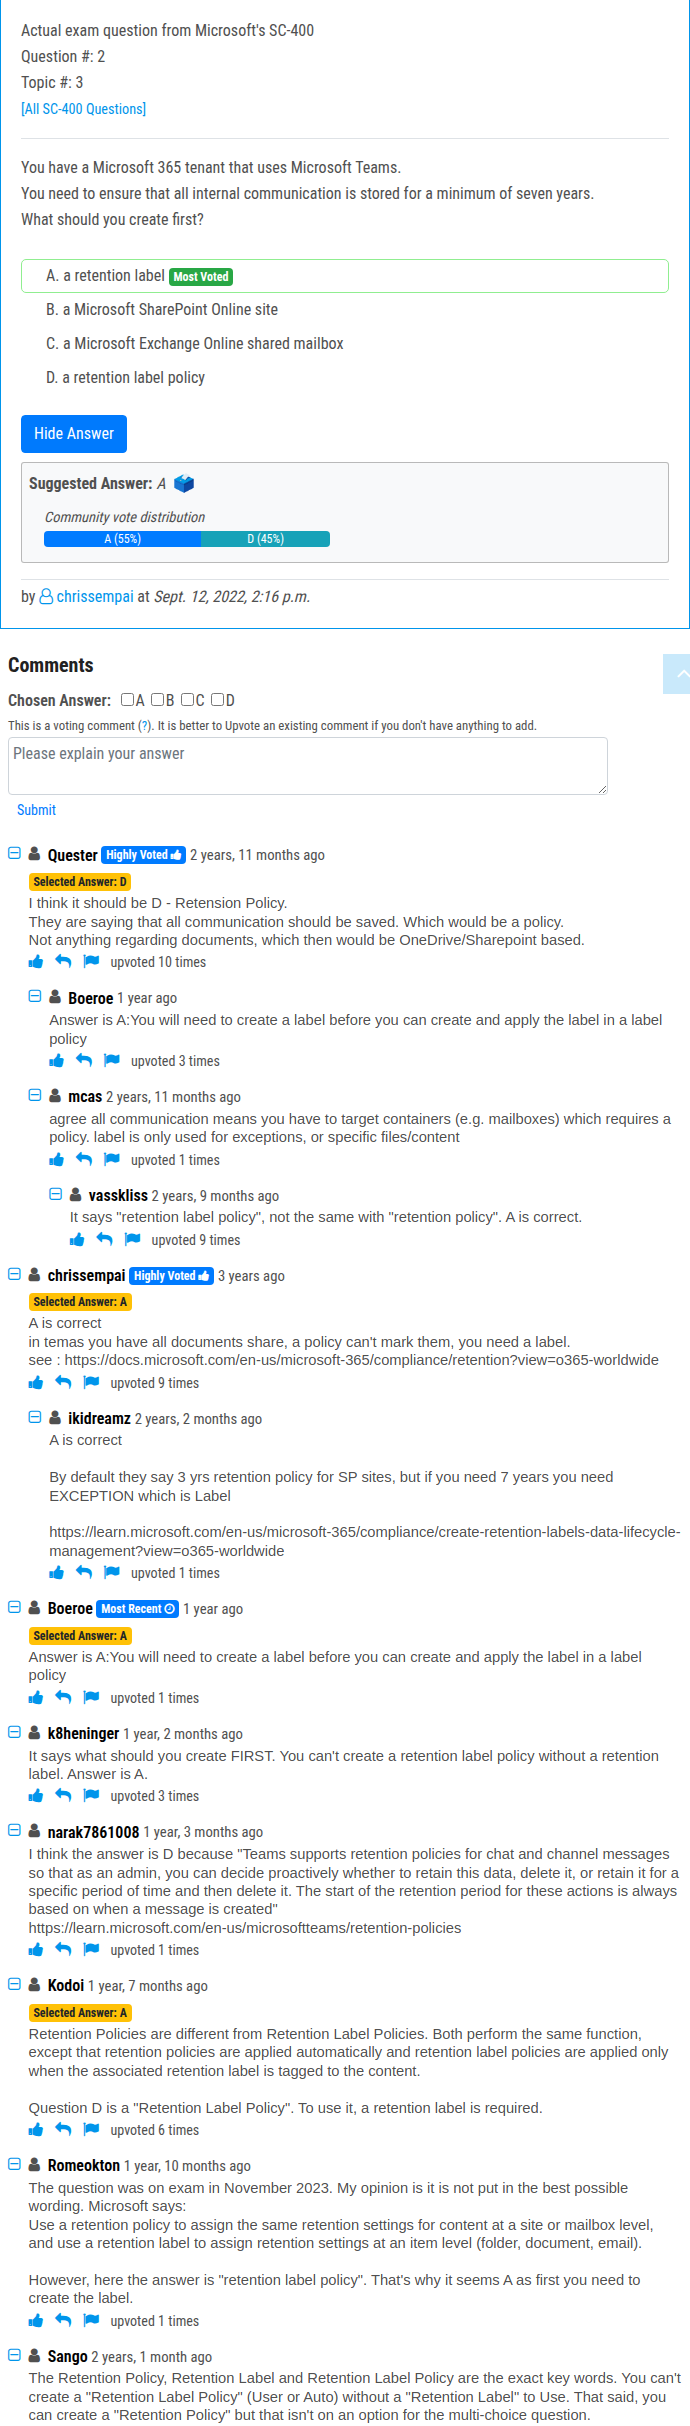 Actual exam question from Microsoft's SC-400
Question #: 2
Topic #: 3
[All SC-400 Questions]
You have a Microsoft 365 tenant that uses Microsoft Teams.
You need to ensure that all internal communication is stored for a minimum of seven years.
What should you create first?
A. a retention label Most Voted
B. a Microsoft SharePoint Online site
C. a Microsoft Exchange Online shared mailbox
D. a retention label policy
Hide Answer
Suggested Answer: A
Community vote distribution
A (55%) D (45%)
by chrissempai at Sept. 12, 2022, 2:16 p.m.
Comments
Chosen Answer: A B C D
This is a voting comment (?). It is better to Upvote an existing comment if you don't have anything to add.
Please explain your answer
Submit
Quester Highly Voted 2 years, 11 months ago
Selected Answer: D
I think it should be D - Retension Policy.
They are saying that all communication should be saved. Which would be a policy.
Not anything regarding documents, which then would be OneDrive/Sharepoint based.
upvoted 10 times
Boeroe 1 year ago
Answer is A:You will need to create a label before you can create and apply the label in a label
policy
upvoted 3 times
mcas 2 years, 11 months ago
agree all communication means you have to target containers (e.g. mailboxes) which requires a
policy. label is only used for exceptions, or specific files/content
upvoted 1 times
vasskliss 2 years, 9 months ago
It says "retention label policy", not the same with "retention policy". A is correct.
upvoted 9 times
chrissempai Highly Voted 3 years ago
Selected Answer: A
A is correct
in temas you have all documents share, a policy can't mark them, you need a label.
see : https://docs.microsoft.com/en-us/microsoft-365/compliance/retention?view=o365-worldwide
upvoted 9 times
ikidreamz 2 years, 2 months ago
A is correct
By default they say 3 yrs retention policy for SP sites, but if you need 7 years you need
EXCEPTION which is Label
https://learn.microsoft.com/en-us/microsoft-365/compliance/create-retention-labels-data-lifecycle-
management?view=o365-worldwide
upvoted 1 times
Boeroe Most Recent 1 year ago
Selected Answer: A
Answer is A:You will need to create a label before you can create and apply the label in a label
policy
upvoted 1 times
k8heninger 1 year, 2 months ago
It says what should you create FIRST. You can't create a retention label policy without a retention
label. Answer is A.
upvoted 3 times
narak7861008 1 year, 3 months ago
I think the answer is D because "Teams supports retention policies for chat and channel messages
so that as an admin, you can decide proactively whether to retain this data, delete it, or retain it for a
specific period of time and then delete it. The start of the retention period for these actions is always
based on when a message is created"
https://learn.microsoft.com/en-us/microsoftteams/retention-policies
upvoted 1 times
Kodoi 1 year, 7 months ago
Selected Answer: A
Retention Policies are different from Retention Label Policies. Both perform the same function,
except that retention policies are applied automatically and retention label policies are applied only
when the associated retention label is tagged to the content.
Question D is a "Retention Label Policy". To use it, a retention label is required.
upvoted 6 times
Romeokton 1 year, 10 months ago
The question was on exam in November 2023. My opinion is it is not put in the best possible
wording. Microsoft says:
Use a retention policy to assign the same retention settings for content at a site or mailbox level,
and use a retention label to assign retention settings at an item level (folder, document, email).
However, here the answer is "retention label policy". That's why it seems A as first you need to
create the label.
upvoted 1 times
Sango 2 years, 1 month ago
The Retention Policy, Retention Label and Retention Label Policy are the exact key words. You can't
create a "Retention Label Policy" (User or Auto) without a "Retention Label" to Use. That said, you
can create a "Retention Policy" but that isn't on an option for the multi-choice question.